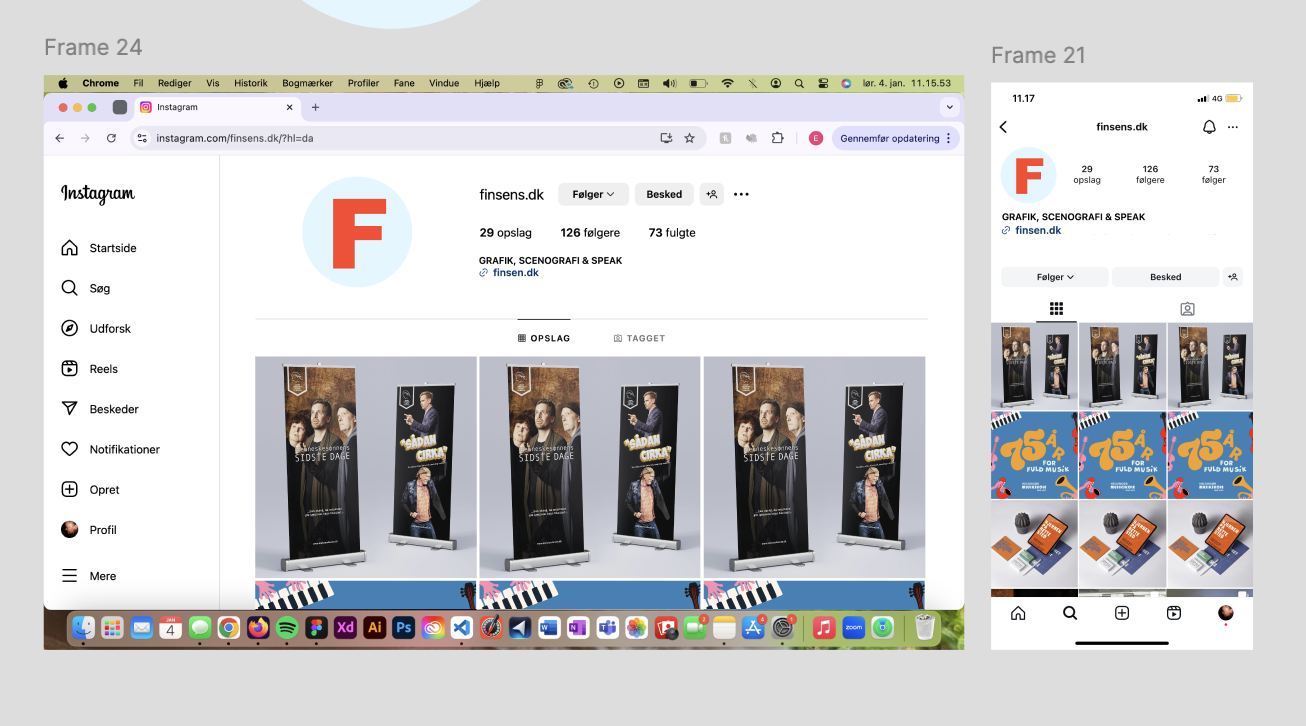 Frame 24
Chrome Fil Rediger Vis Historik Bogmærker Profiler Fane Vindue Hjælp lør. 4. jan. 11.15.53
Instagram
instagram.com/finsens.dk/?hl=da
E
Gennemfør opdatering
Instagram
Startside
Søg
Udforsk
Reels
Beskeder
Notifikationer
Opret
Profil
Mere
F
finsens.dk Følger Besked
29 opslag 126 følgere 73 fulgte
GRAFIK, SCENOGRAFI & SPEAK
finsen.dk
OPSLAG TAGGET
SIDSTE DAGE
"SÅDAN
CIRKA"
SIDSTE DAGE
"SÅDAN
CIRKA"
SIDSTE DAGE
"SÅDAN
CIRKA"
JAN
4
Xd Ai Ps
zoom
Frame 21
11.17
4G
finsens.dk
F
29 126 73
opslag følgere følger
GRAFIK, SCENOGRAFI & SPEAK
finsen.dk
Følger Besked
75 ÅR
FOR
FULD MUSIK
75 ÅR
FOR
FULD MUSIK
75 ÅR
FOR
FULD MUSIK